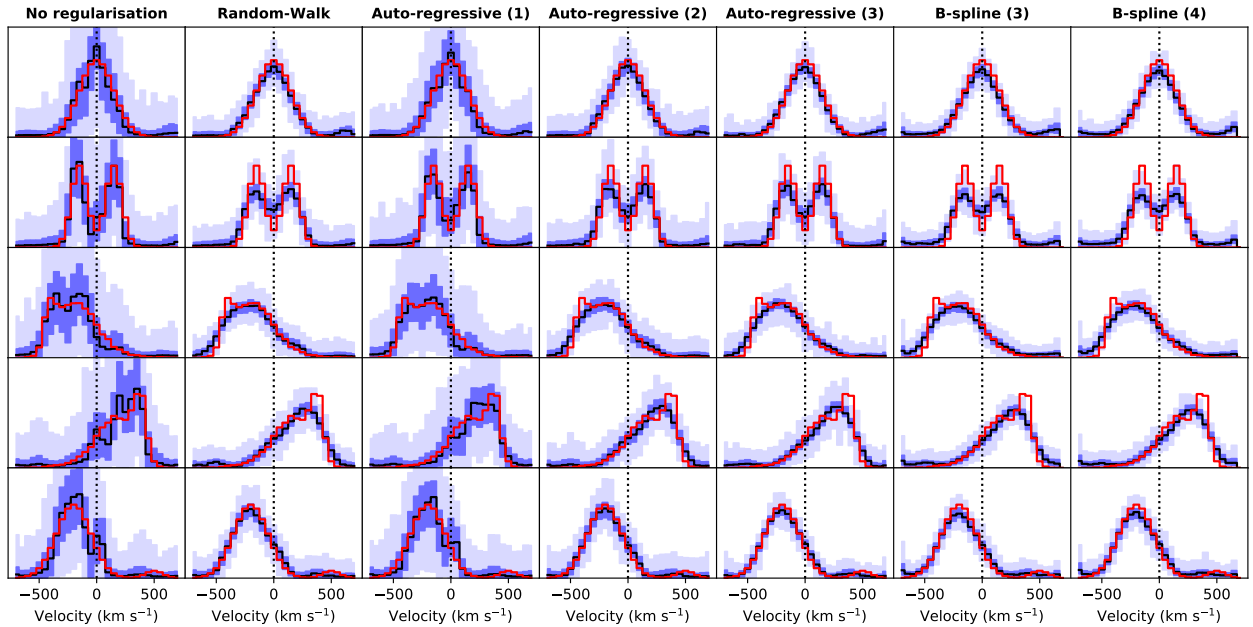 No regularisation Random-Walk Auto-regressive (1) Auto-regressive (2) Auto-regressive (3) B-spline (3) B-spline (4)
−500 0 500 −500 0 500 −500 0 500 −500 0 500 −500 0 500 −500 0 500 −500 0 500
Velocity (km s⁻¹) Velocity (km s⁻¹) Velocity (km s⁻¹) Velocity (km s⁻¹) Velocity (km s⁻¹) Velocity (km s⁻¹) Velocity (km s⁻¹)